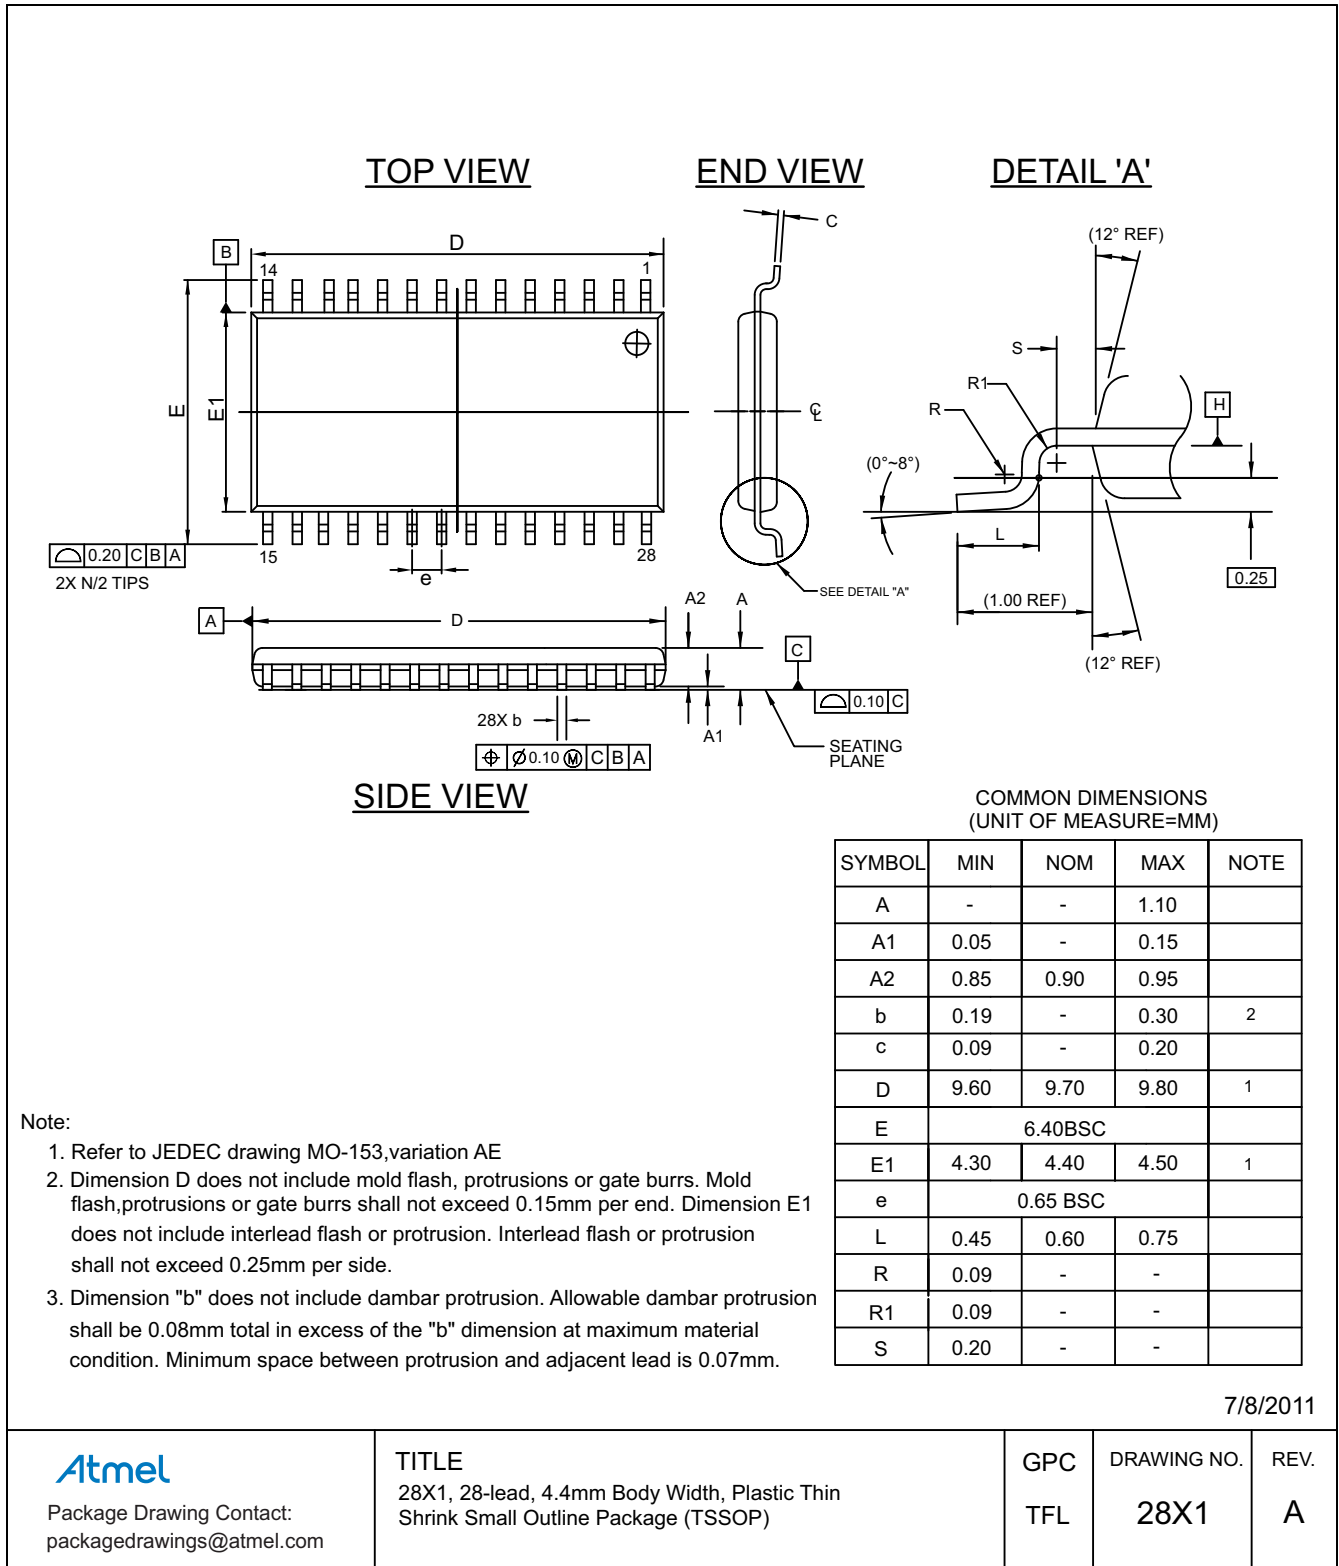 TOP VIEW
END VIEW
DETAIL 'A'
B
D
14
1
E
E1
15
28
0.20 C B A
2X N/2 TIPS
e
C
℄
SEE DETAIL "A"
(12° REF)
S
R1
R
H
(0°~8°)
L
0.25
(1.00 REF)
(12° REF)
A
D
A2
A
C
0.10 C
28X b
A1
⌖ Ø0.10 Ⓜ C B A
SEATING
PLANE
SIDE VIEW
COMMON DIMENSIONS
(UNIT OF MEASURE=MM)
SYMBOL MIN NOM MAX NOTE
A - - 1.10
A1 0.05 - 0.15
A2 0.85 0.90 0.95
b 0.19 - 0.30 2
c 0.09 - 0.20
D 9.60 9.70 9.80 1
E 6.40BSC
E1 4.30 4.40 4.50 1
e 0.65 BSC
L 0.45 0.60 0.75
R 0.09 - -
R1 0.09 - -
S 0.20 - -
Note:
1. Refer to JEDEC drawing MO-153,variation AE
2. Dimension D does not include mold flash, protrusions or gate burrs. Mold
flash,protrusions or gate burrs shall not exceed 0.15mm per end. Dimension E1
does not include interlead flash or protrusion. Interlead flash or protrusion
shall not exceed 0.25mm per side.
3. Dimension "b" does not include dambar protrusion. Allowable dambar protrusion
shall be 0.08mm total in excess of the "b" dimension at maximum material
condition. Minimum space between protrusion and adjacent lead is 0.07mm.
7/8/2011
Atmel
Package Drawing Contact:
packagedrawings@atmel.com
TITLE
28X1, 28-lead, 4.4mm Body Width, Plastic Thin
Shrink Small Outline Package (TSSOP)
GPC
TFL
DRAWING NO.
28X1
REV.
A